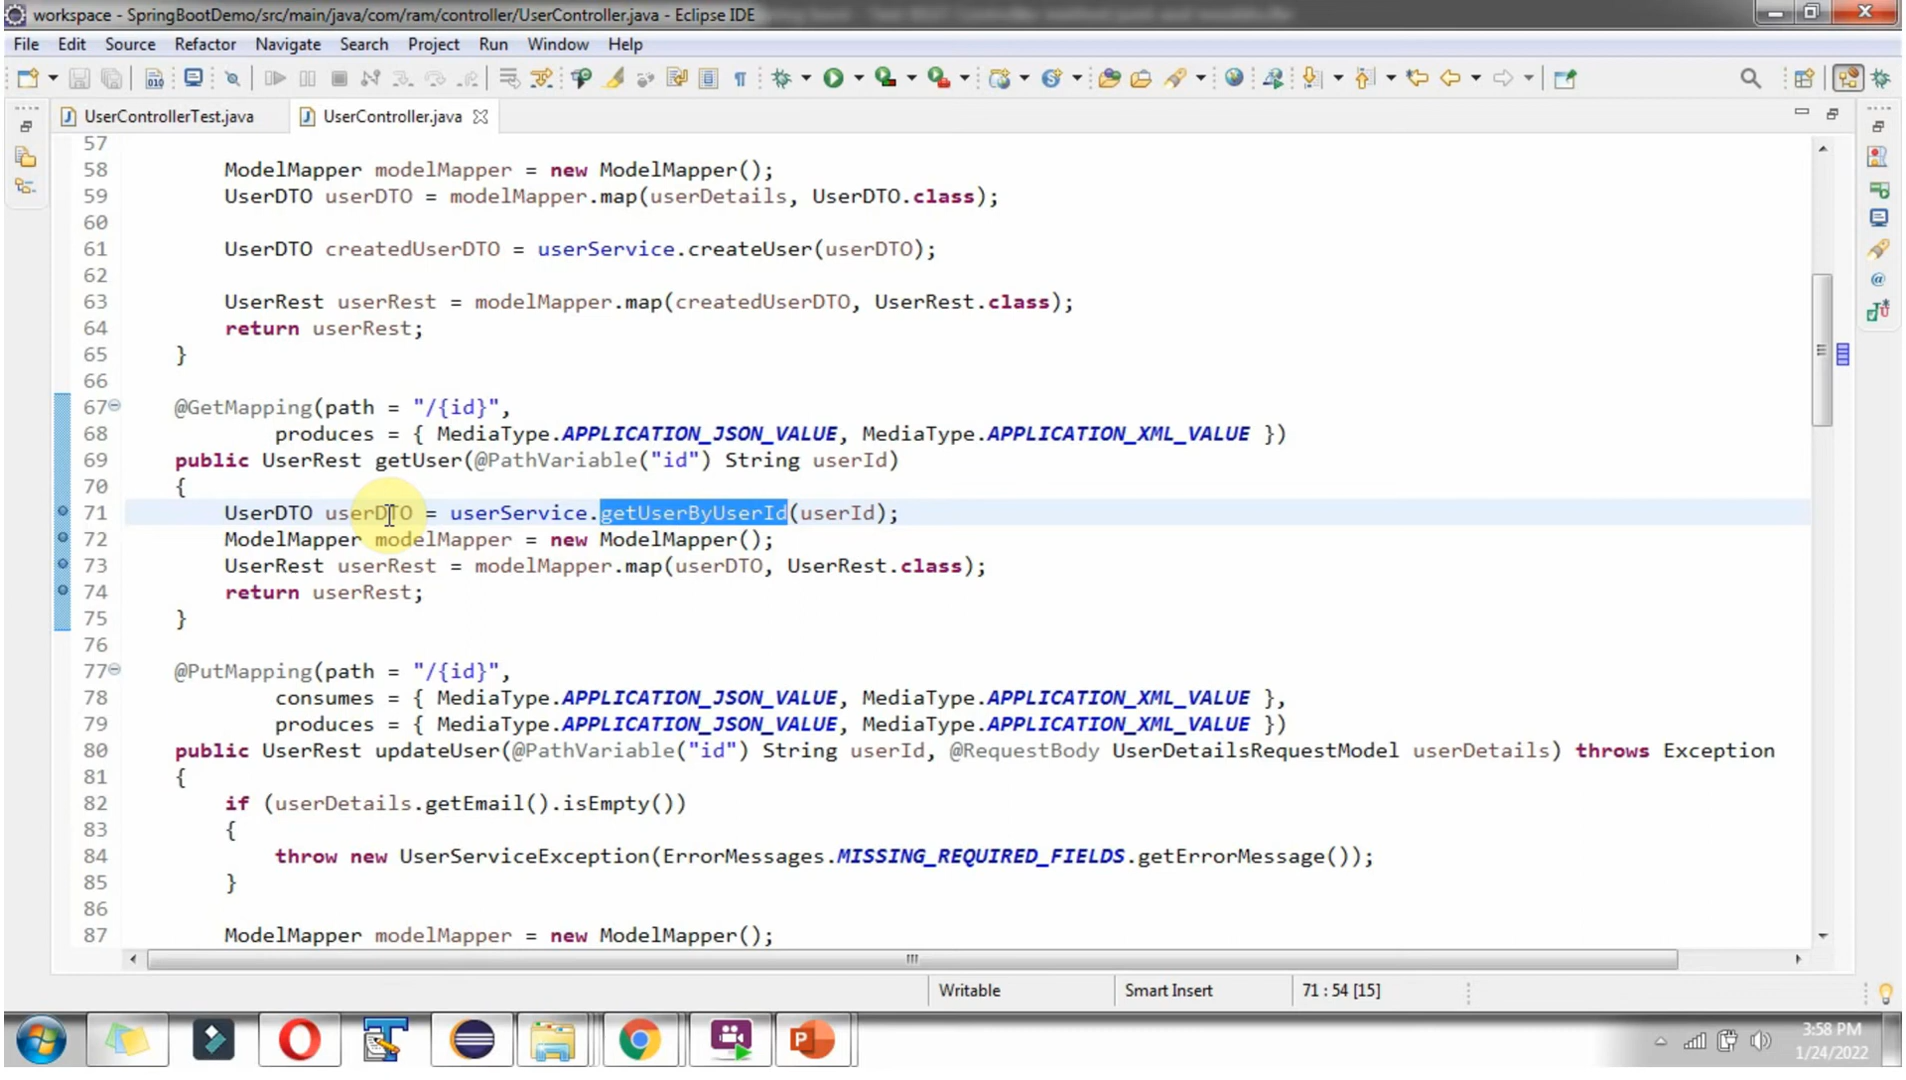 workspace - SpringBootDemo/src/main/java/com/ram/controller/UserController.java - Eclipse IDE
File Edit Source Refactor Navigate Search Project Run Window Help
UserControllerTest.java UserController.java
57
58 ModelMapper modelMapper = new ModelMapper();
59 UserDTO userDTO = modelMapper.map(userDetails, UserDTO.class);
60
61 UserDTO createdUserDTO = userService.createUser(userDTO);
62
63 UserRest userRest = modelMapper.map(createdUserDTO, UserRest.class);
64 return userRest;
65 }
66
67 @GetMapping(path = "/{id}",
68 produces = { MediaType.APPLICATION_JSON_VALUE, MediaType.APPLICATION_XML_VALUE })
69 public UserRest getUser(@PathVariable("id") String userId)
70 {
71 UserDTO userDTO = userService.getUserByUserId(userId);
72 ModelMapper modelMapper = new ModelMapper();
73 UserRest userRest = modelMapper.map(userDTO, UserRest.class);
74 return userRest;
75 }
76
77 @PutMapping(path = "/{id}",
78 consumes = { MediaType.APPLICATION_JSON_VALUE, MediaType.APPLICATION_XML_VALUE },
79 produces = { MediaType.APPLICATION_JSON_VALUE, MediaType.APPLICATION_XML_VALUE })
80 public UserRest updateUser(@PathVariable("id") String userId, @RequestBody UserDetailsRequestModel userDetails) throws Exception
81 {
82 if (userDetails.getEmail().isEmpty())
83 {
84 throw new UserServiceException(ErrorMessages.MISSING_REQUIRED_FIELDS.getErrorMessage());
85 }
86
87 ModelMapper modelMapper = new ModelMapper();
Writable Smart Insert 71 : 54 [15]
3:58 PM
1/24/2022